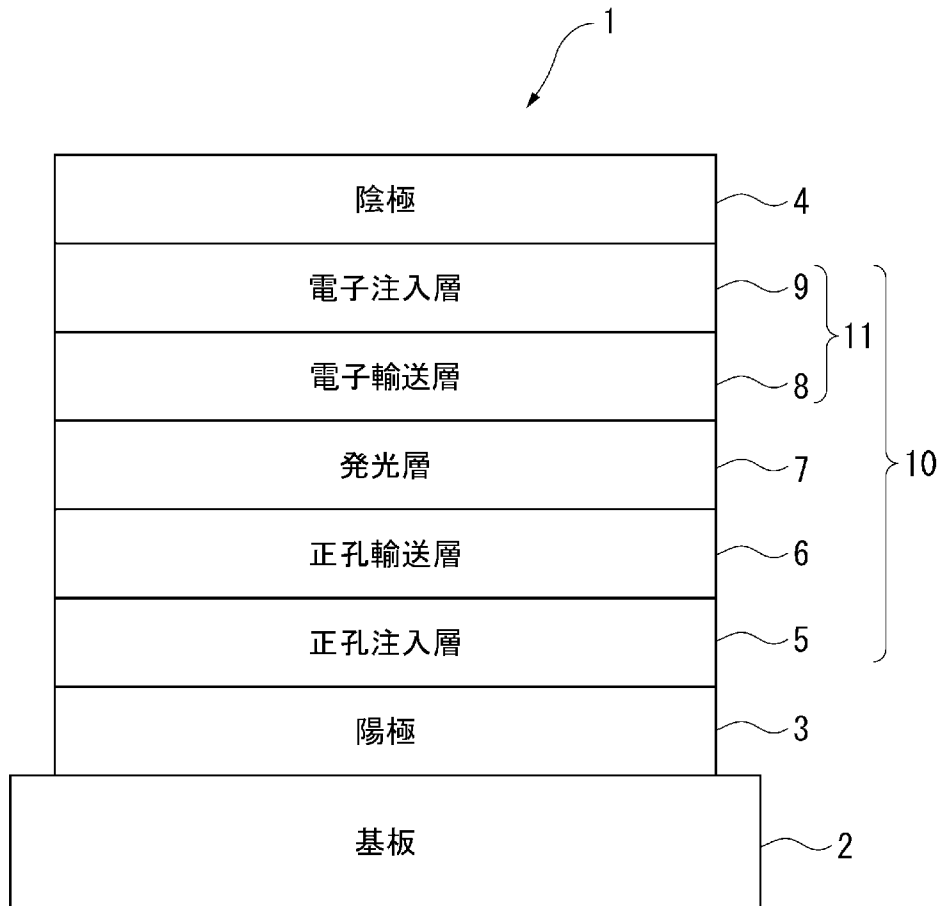 1
陰極 4
電子注入層 9
11
電子輸送層 8
発光層 7
10
正孔輸送層 6
正孔注入層 5
陽極 3
基板 2